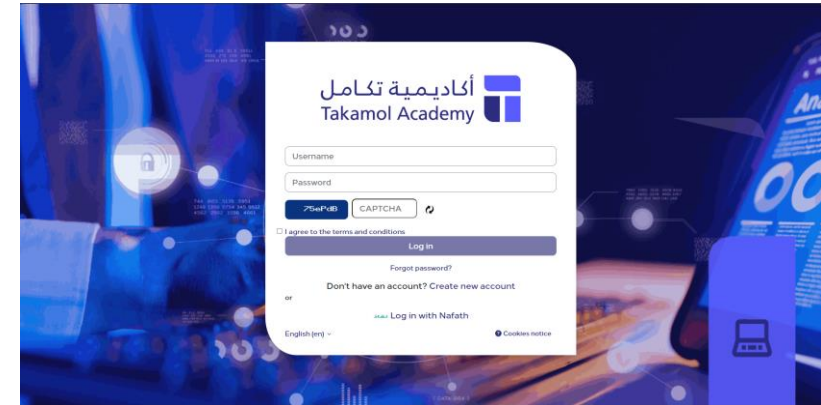 أكاديمية تكامل
Takamol Academy
Username
Password
75ePdB
CAPTCHA
I agree to the terms and conditions
Log in
Forgot password?
Don't have an account? Create new account
or
Log in with Nafath
English (en)
Cookies notice